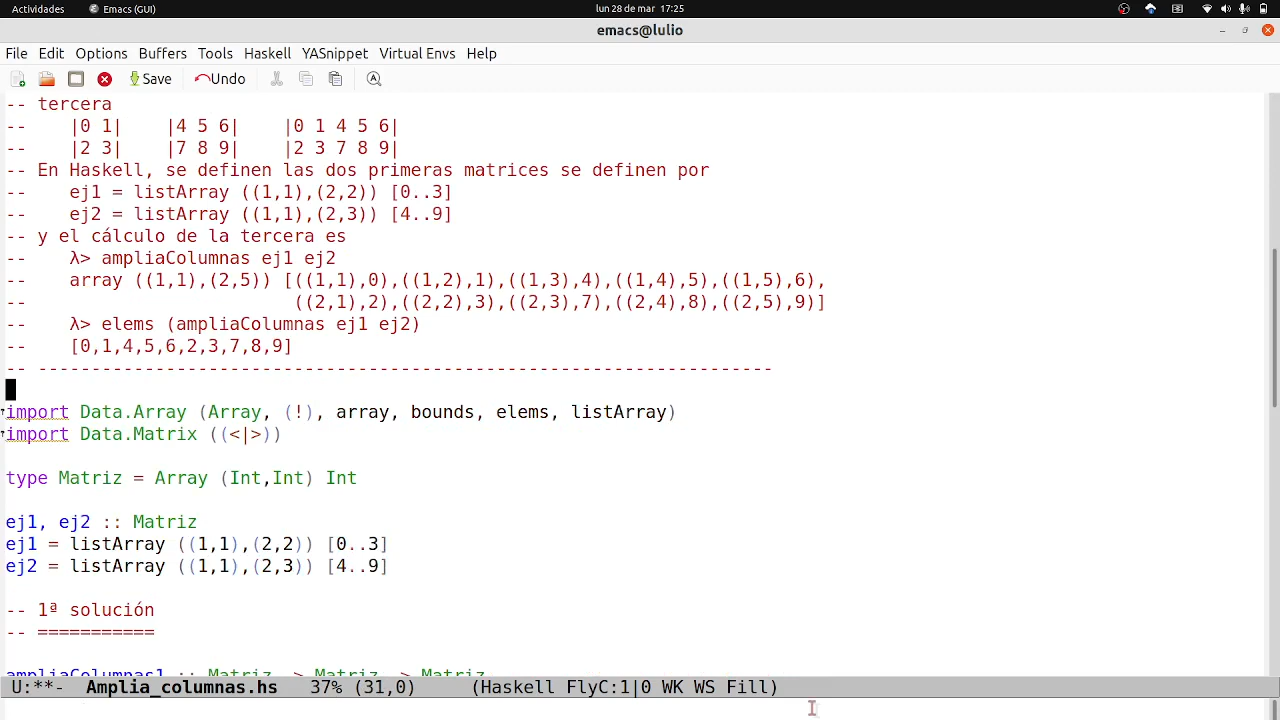 Actividades Emacs (GUI) lun 28 de mar 17:25
emacs@lulio
File Edit Options Buffers Tools Haskell YASnippet Virtual Envs Help
Save Undo
-- tercera
--    |0 1|    |4 5 6|    |0 1 4 5 6|
--    |2 3|    |7 8 9|    |2 3 7 8 9|
-- En Haskell, se definen las dos primeras matrices se definen por
--    ej1 = listArray ((1,1),(2,2)) [0..3]
--    ej2 = listArray ((1,1),(2,3)) [4..9]
-- y el cálculo de la tercera es
--    λ> ampliaColumnas ej1 ej2
--    array ((1,1),(2,5)) [((1,1),0),((1,2),1),((1,3),4),((1,4),5),((1,5),6),
--                         ((2,1),2),((2,2),3),((2,3),7),((2,4),8),((2,5),9)]
--    λ> elems (ampliaColumnas ej1 ej2)
--    [0,1,4,5,6,2,3,7,8,9]
-- ---------------------------------------------------------------------
import Data.Array (Array, (!), array, bounds, elems, listArray)
import Data.Matrix ((<|>))
type Matriz = Array (Int,Int) Int
ej1, ej2 :: Matriz
ej1 = listArray ((1,1),(2,2)) [0..3]
ej2 = listArray ((1,1),(2,3)) [4..9]
-- 1ª solución
-- ===========
ampliaColumnas1 :: Matriz -> Matriz -> Matriz
U:**- Amplia_columnas.hs 37% (31,0) (Haskell FlyC:1|0 WK WS Fill)